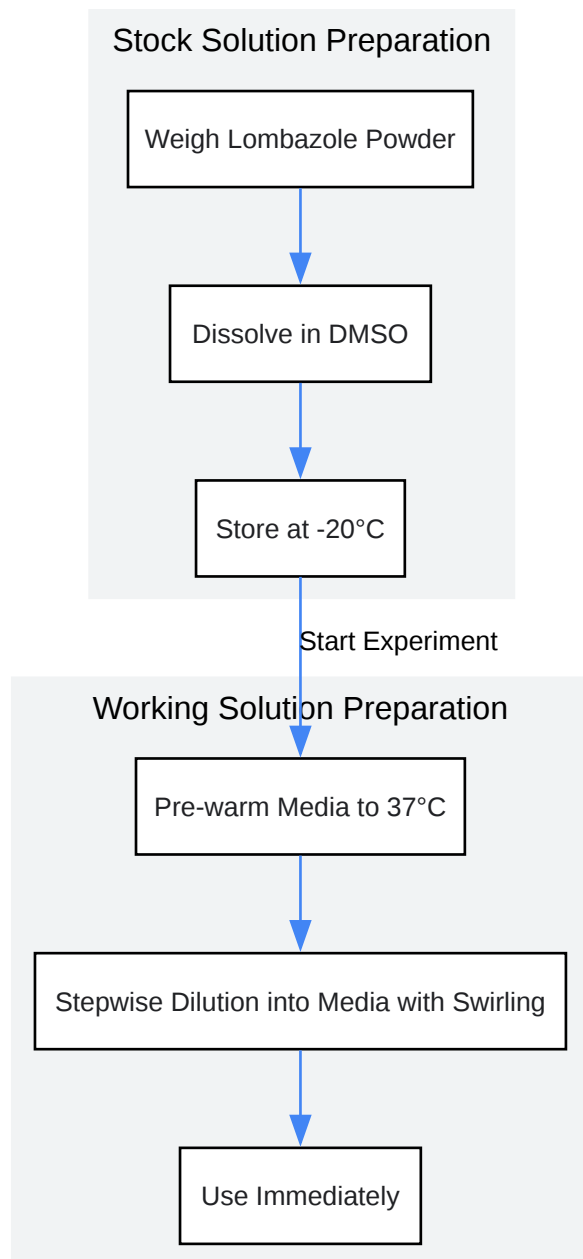 Stock Solution Preparation
Weigh Lombazole Powder
Dissolve in DMSO
Store at -20°C
Start Experiment
Working Solution Preparation
Pre-warm Media to 37°C
Stepwise Dilution into Media with Swirling
Use Immediately